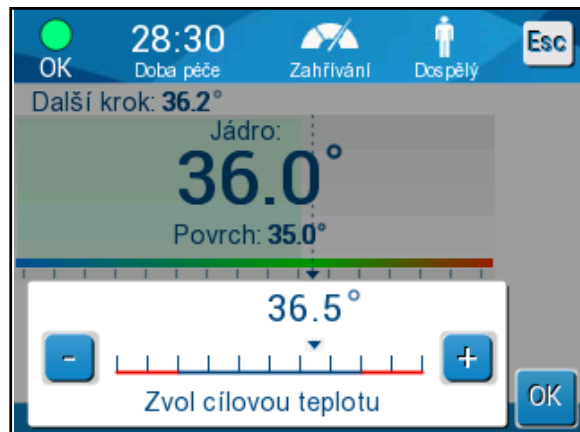 OK
28:30
Doba péče
Zahřívání
Dospělý
Esc
Další krok: 36.2°
Jádro:
36.0°
Povrch: 35.0°
36.5°
-
+
Zvol cílovou teplotu
OK